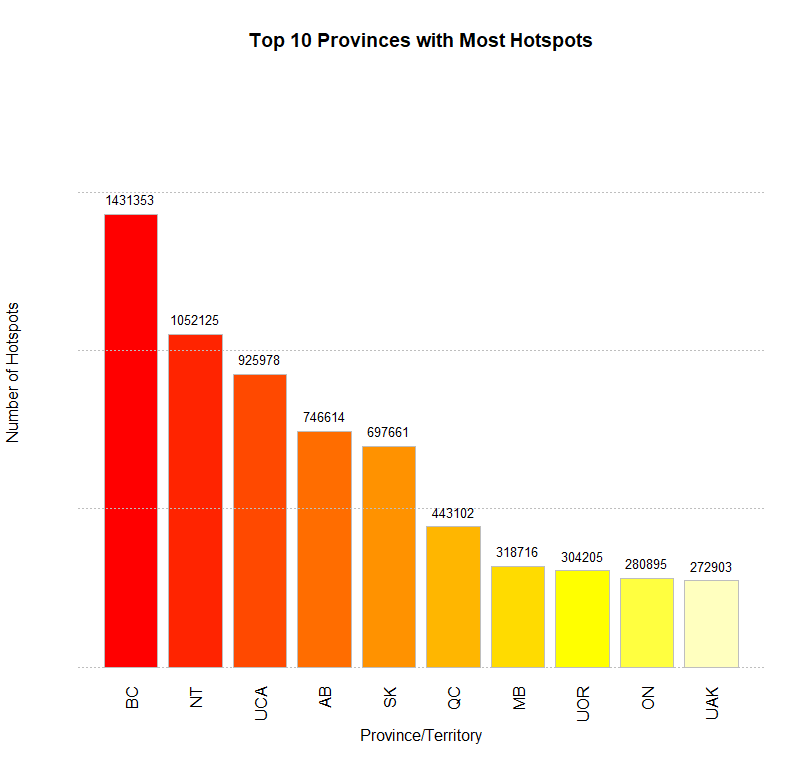 Top 10 Provinces with Most Hotspots
Number of Hotspots
1431353
1052125
925978
746614
697661
443102
318716
304205
280895
272903
BC
NT
UCA
AB
SK
QC
MB
UOR
ON
UAK
Province/Territory